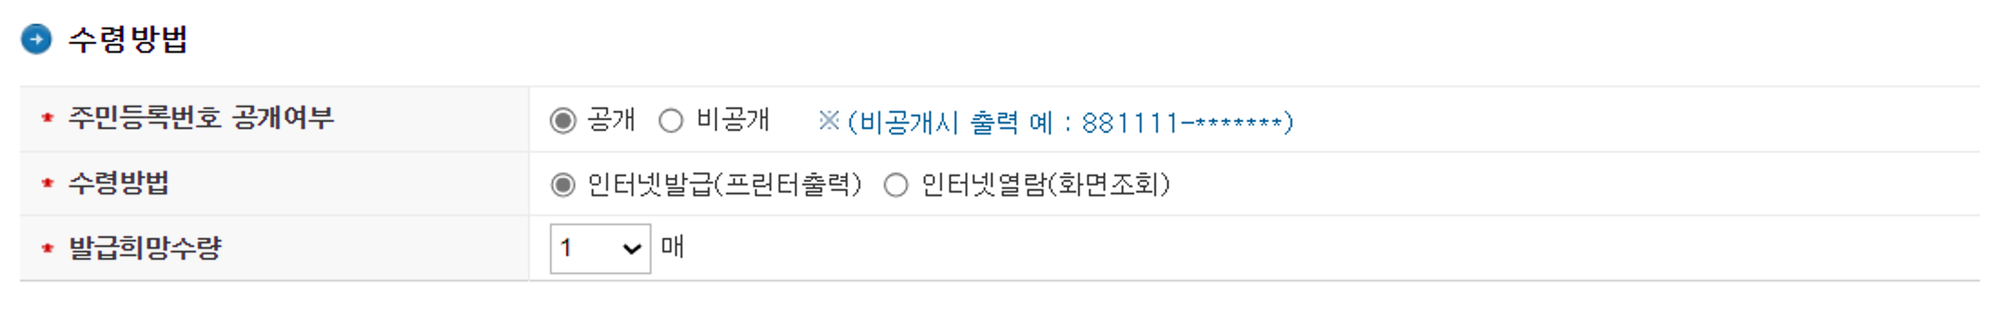 수령방법
* 주민등록번호 공개여부 공개 비공개 ※ (비공개시 출력 예 : 881111-*******)
* 수령방법 인터넷발급(프린터출력) 인터넷열람(화면조회)
* 발급희망수량 1 매